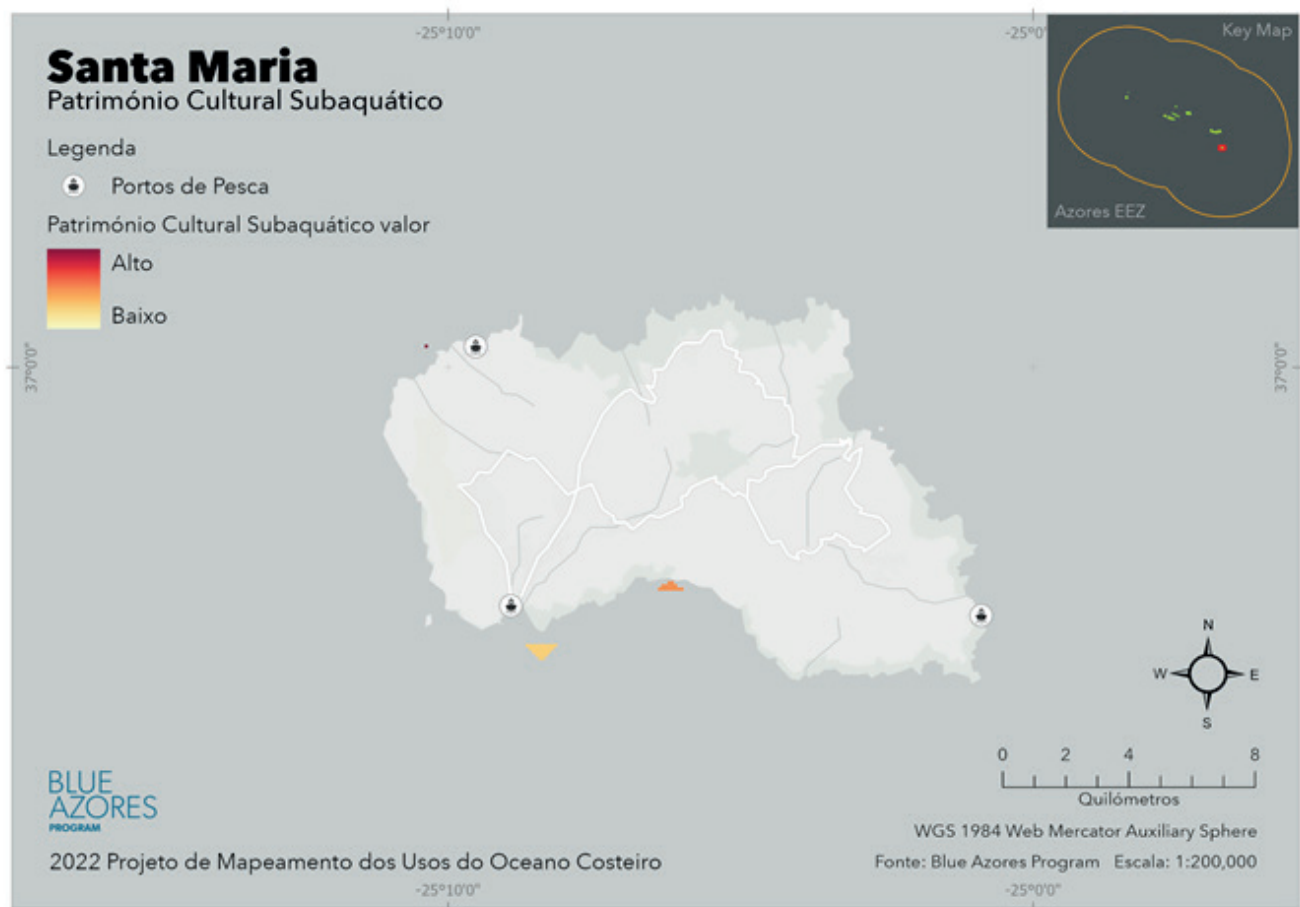 -25°10'0"
-25°0'
Key Map
Santa Maria
Património Cultural Subaquático
Legenda
Portos de Pesca
Património Cultural Subaquático valor
Alto
Baixo
Azores EEZ
37°0'0"
37°0'0"
N
W
E
S
0 2 4 8
Quilómetros
BLUE
AZORES
PROGRAM
WGS 1984 Web Mercator Auxiliary Sphere
2022 Projeto de Mapeamento dos Usos do Oceano Costeiro
Fonte: Blue Azores Program Escala: 1:200,000
-25°10'0"
-25°0'0"